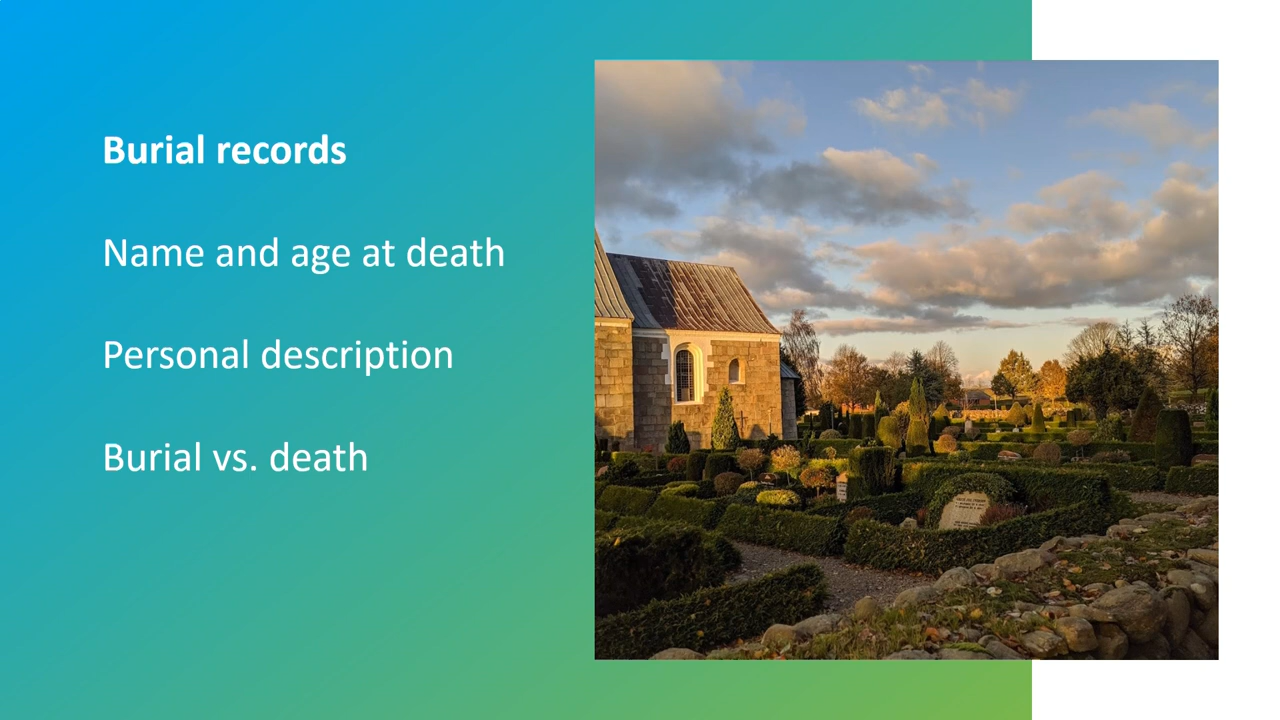 Burial records
Name and age at death
Personal description
Burial vs. death